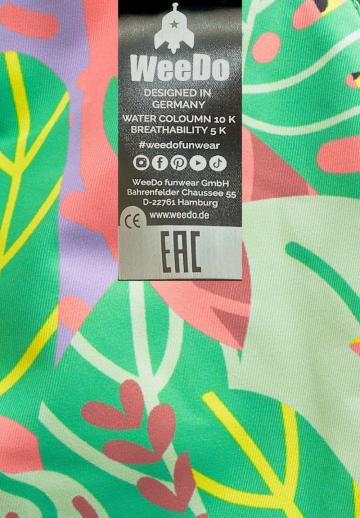 WeeDo
DESIGNED IN
GERMANY
WATER COLOUMN 10 K
BREATHABILITY 5 K
#weedofunwear
WeeDo funwear GmbH
Bahrenfelder Chaussee 55
D-22761 Hamburg
CE www.weedo.de
EAC